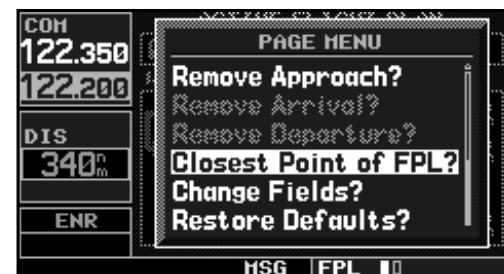 COM
122.350
122.200
DIS
340nm
ENR
PAGE MENU
Remove Approach?
Remove Arrival?
Remove Departure?
Closest Point of FPL?
Change Fields?
Restore Defaults?
MSG FPL